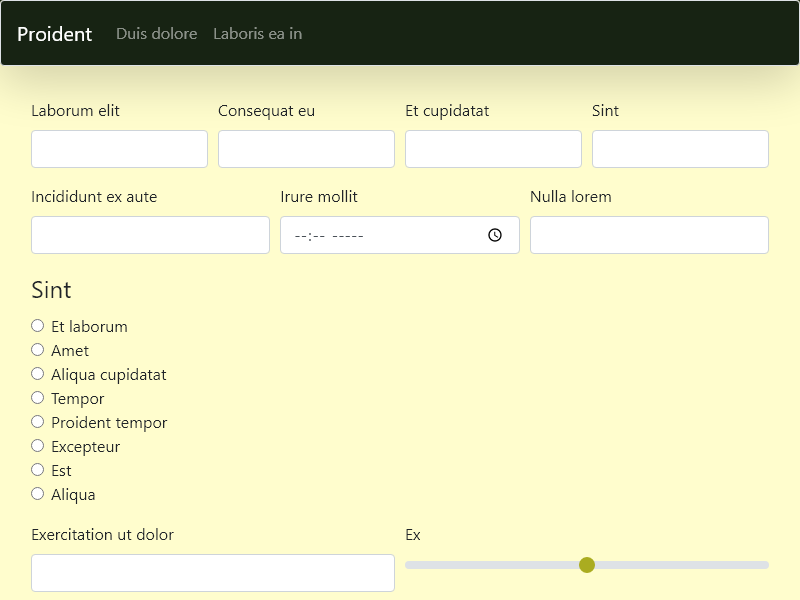 Proident Duis dolore Laboris ea in
Laborum elit Consequat eu Et cupidatat Sint
Incididunt ex aute Irure mollit Nulla lorem
--:-- -----
Sint
Et laborum
Amet
Aliqua cupidatat
Tempor
Proident tempor
Excepteur
Est
Aliqua
Exercitation ut dolor Ex